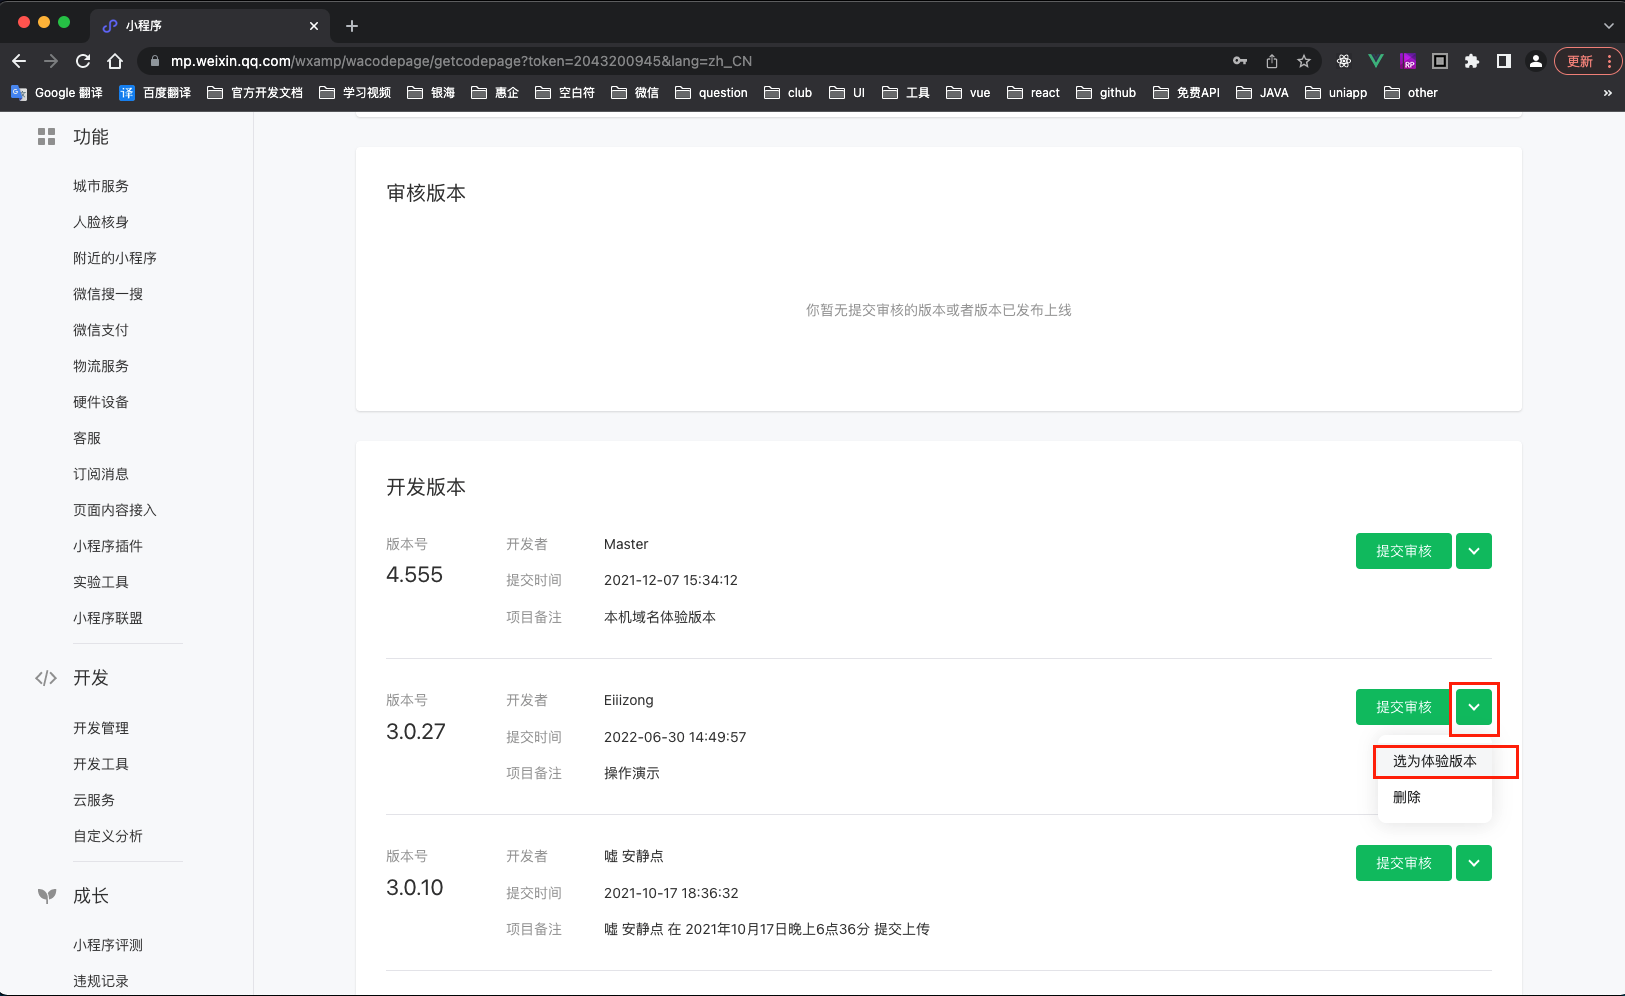 小程序
mp.weixin.qq.com/wxamp/wacodepage/getcodepage?token=2043200945&lang=zh_CN
更新
Google 翻译
译
百度翻译
官方开发文档
学习视频
银海
惠企
空白符
微信
question
club
UI
工具
vue
react
github
免费API
JAVA
uniapp
other
功能
城市服务
人脸核身
附近的小程序
微信搜一搜
微信支付
物流服务
硬件设备
客服
订阅消息
页面内容接入
小程序插件
实验工具
小程序联盟
开发
开发管理
开发工具
云服务
自定义分析
成长
小程序评测
违规记录
审核版本
你暂无提交审核的版本或者版本已发布上线
开发版本
版本号
4.555
开发者 Master
提交时间 2021-12-07 15:34:12
项目备注 本机域名体验版本
提交审核
版本号
3.0.27
开发者 Eiiizong
提交时间 2022-06-30 14:49:57
项目备注 操作演示
提交审核
选为体验版本
删除
版本号
3.0.10
开发者 嘘 安静点
提交时间 2021-10-17 18:36:32
项目备注 嘘 安静点 在 2021年10月17日晚上6点36分 提交上传
提交审核